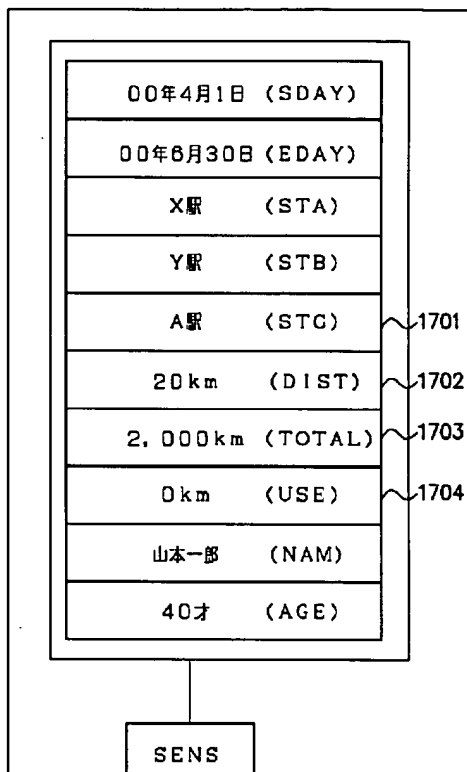 00年4月1日 (SDAY)
00年6月30日 (EDAY)
X駅 (STA)
Y駅 (STB)
A駅 (STC) 1701
20km (DIST) 1702
2,000km (TOTAL) 1703
0km (USE) 1704
山本一郎 (NAM)
40才 (AGE)
SENS